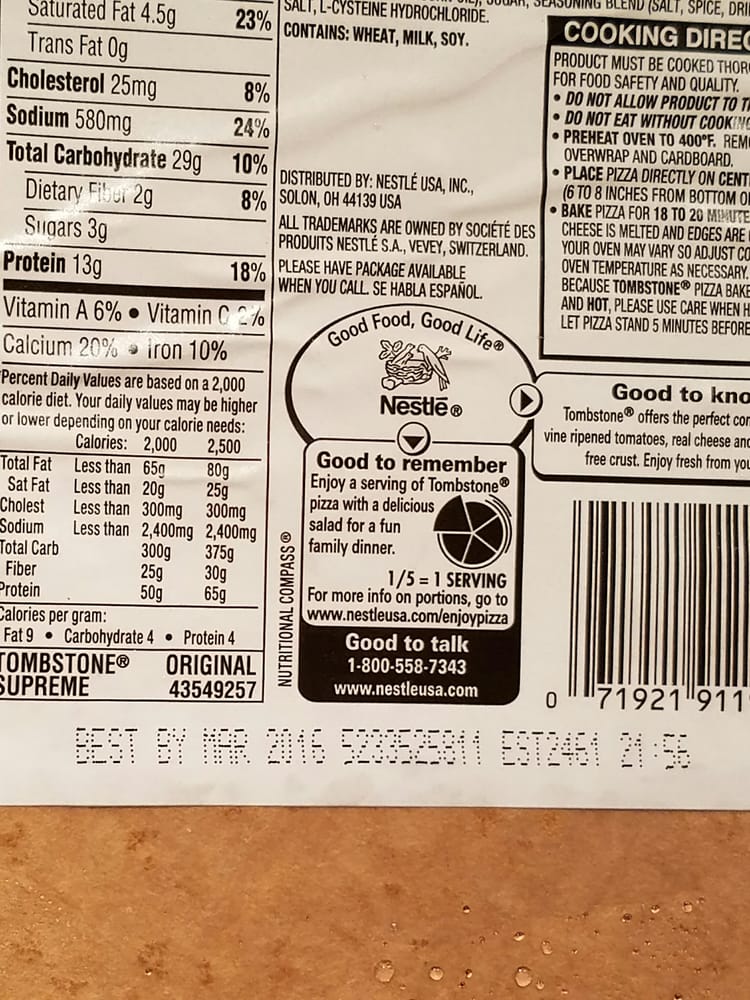 Saturated Fat 4.5g 23%
Trans Fat 0g
Cholesterol 25mg 8%
Sodium 580mg 24%
Total Carbohydrate 29g 10%
Dietary Fiber 2g 8%
Sugars 3g
Protein 13g 18%
Vitamin A 6% • Vitamin C 2%
Calcium 20% • Iron 10%
Percent Daily Values are based on a 2,000
calorie diet. Your daily values may be higher
or lower depending on your calorie needs:
Calories: 2,000 2,500
Total Fat Less than 65g 80g
Sat Fat Less than 20g 25g
Cholest Less than 300mg 300mg
Sodium Less than 2,400mg 2,400mg
Total Carb 300g 375g
Fiber 25g 30g
Protein 50g 65g
Calories per gram:
Fat 9 • Carbohydrate 4 • Protein 4
TOMBSTONE® ORIGINAL
SUPREME 43549257
SEASONING BLEND (SALT, SPICE,
SALT, L-CYSTEINE HYDROCHLORIDE.
CONTAINS: WHEAT, MILK, SOY.
DISTRIBUTED BY: NESTLÉ USA, INC.,
SOLON, OH 44139 USA
ALL TRADEMARKS ARE OWNED BY SOCIÉTÉ DES
PRODUITS NESTLÉ S.A., VEVEY, SWITZERLAND.
PLEASE HAVE PACKAGE AVAILABLE
WHEN YOU CALL. SE HABLA ESPAÑOL.
Good Food, Good Life®
Nestlé®
Good to remember
Enjoy a serving of Tombstone®
pizza with a delicious
salad for a fun
family dinner.
1/5 = 1 SERVING
For more info on portions, go to
www.nestleusa.com/enjoypizza
Good to talk
1-800-558-7343
www.nestleusa.com
NUTRITIONAL COMPASS®
COOKING DIREC
PRODUCT MUST BE COOKED THOR
FOR FOOD SAFETY AND QUALITY.
• DO NOT ALLOW PRODUCT TO T
• DO NOT EAT WITHOUT COOKING
• PREHEAT OVEN TO 400°F. REM
OVERWRAP AND CARDBOARD.
• PLACE PIZZA DIRECTLY ON CENT
(6 TO 8 INCHES FROM BOTTOM O
• BAKE PIZZA FOR 18 TO 20 MINUTE
CHEESE IS MELTED AND EDGES ARE
YOUR OVEN MAY VARY SO ADJUST CO
OVEN TEMPERATURE AS NECESSARY.
BECAUSE TOMBSTONE® PIZZA BAKE
AND HOT, PLEASE USE CARE WHEN H
LET PIZZA STAND 5 MINUTES BEFORE
Good to kno
Tombstone® offers the perfect com
vine ripened tomatoes, real cheese and
free crust. Enjoy fresh from you
0 71921 911
BEST BY MAR 2016 5233525811 EST2461 21:56